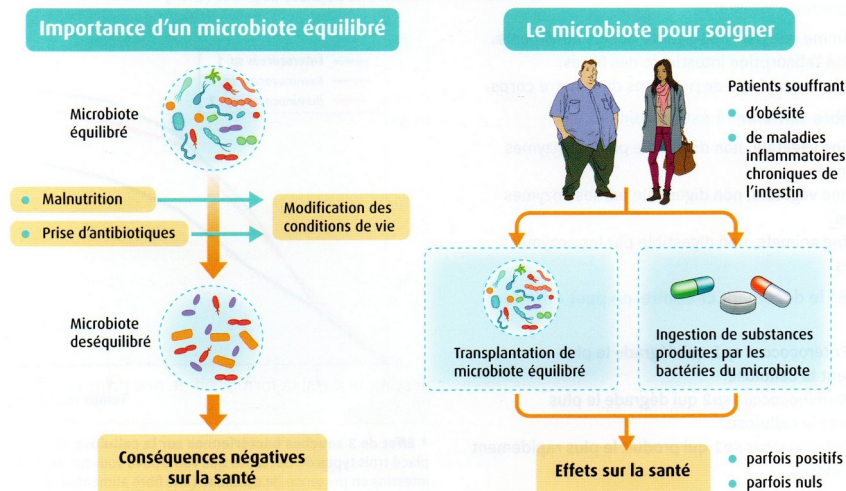 Importance d'un microbiote équilibré
Microbiote
équilibré
Malnutrition
Prise d'antibiotiques
Modification des
conditions de vie
Microbiote
deséquilibré
Conséquences négatives
sur la santé
Le microbiote pour soigner
Patients souffrant
d'obésité
de maladies
inflammatoires
chroniques de
l'intestin
Transplantation de
microbiote équilibré
Ingestion de substances
produites par les
bactéries du microbiote
Effets sur la santé
parfois positifs
parfois nuls